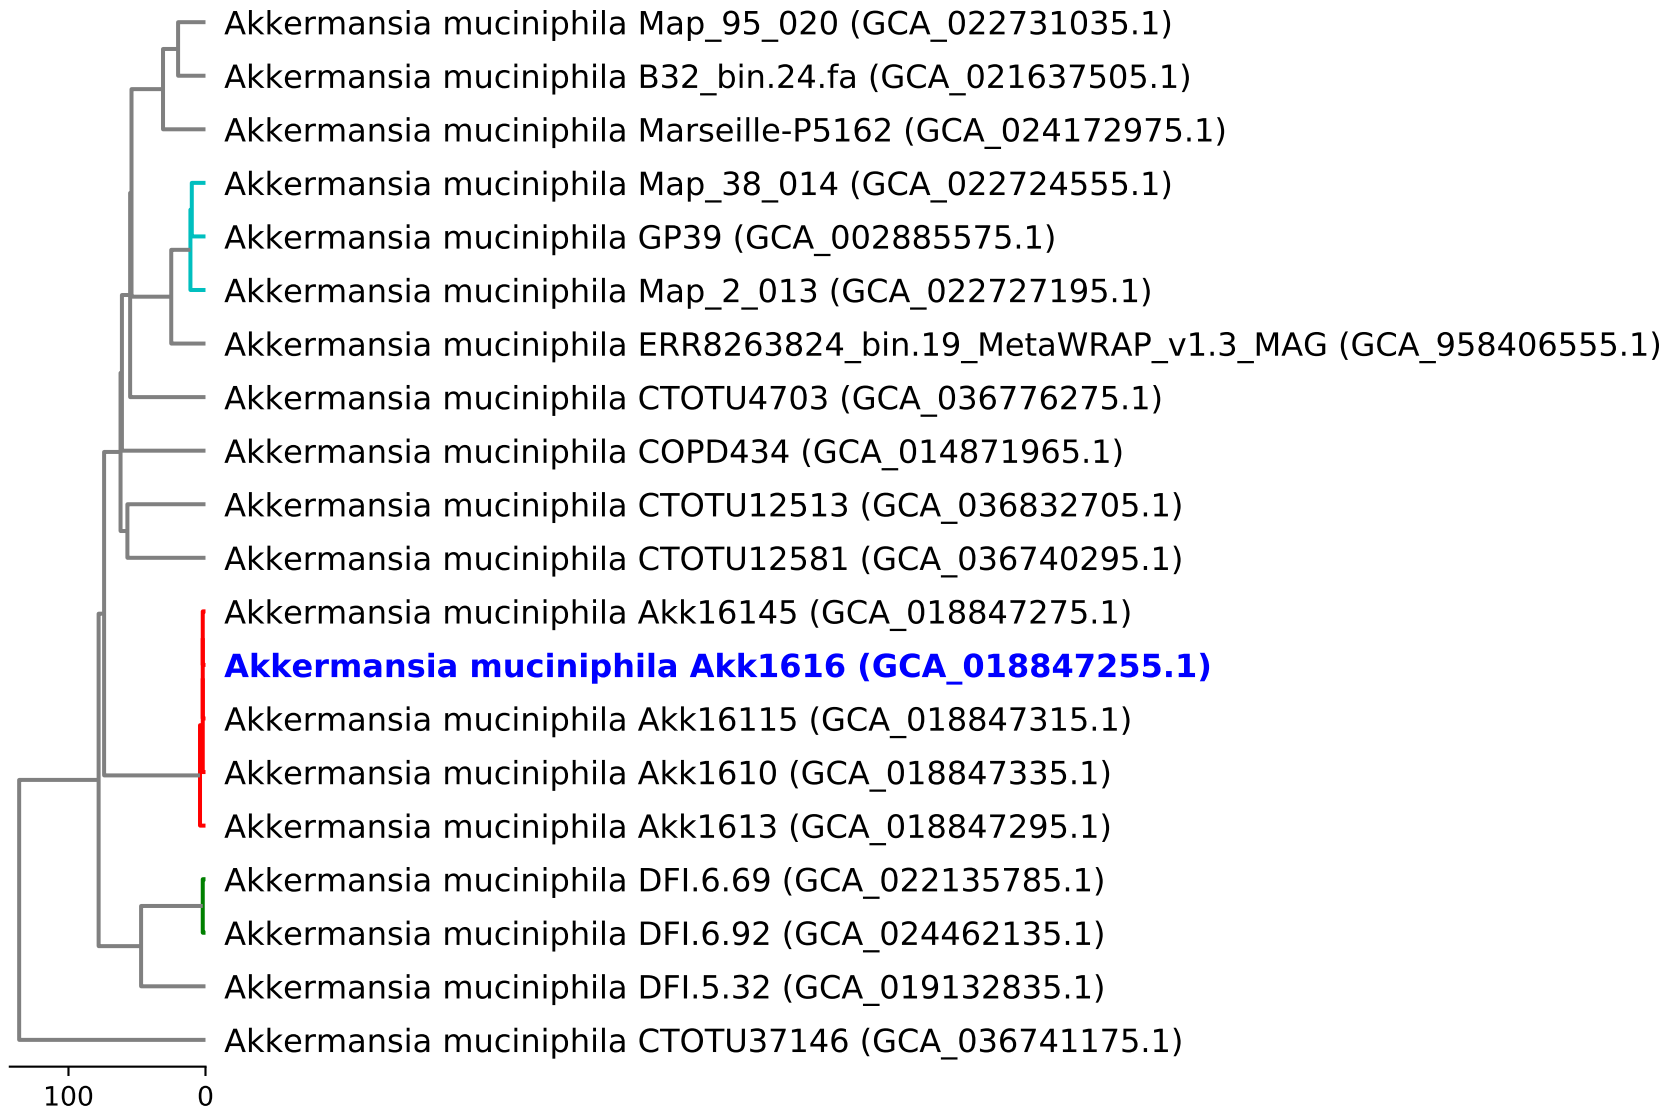 Akkermansia muciniphila Map_95_020 (GCA_022731035.1)
Akkermansia muciniphila B32_bin.24.fa (GCA_021637505.1)
Akkermansia muciniphila Marseille-P5162 (GCA_024172975.1)
Akkermansia muciniphila Map_38_014 (GCA_022724555.1)
Akkermansia muciniphila GP39 (GCA_002885575.1)
Akkermansia muciniphila Map_2_013 (GCA_022727195.1)
Akkermansia muciniphila ERR8263824_bin.19_MetaWRAP_v1.3_MAG (GCA_958406555.1)
Akkermansia muciniphila CTOTU4703 (GCA_036776275.1)
Akkermansia muciniphila COPD434 (GCA_014871965.1)
Akkermansia muciniphila CTOTU12513 (GCA_036832705.1)
Akkermansia muciniphila CTOTU12581 (GCA_036740295.1)
Akkermansia muciniphila Akk16145 (GCA_018847275.1)
Akkermansia muciniphila Akk1616 (GCA_018847255.1)
Akkermansia muciniphila Akk16115 (GCA_018847315.1)
Akkermansia muciniphila Akk1610 (GCA_018847335.1)
Akkermansia muciniphila Akk1613 (GCA_018847295.1)
Akkermansia muciniphila DFI.6.69 (GCA_022135785.1)
Akkermansia muciniphila DFI.6.92 (GCA_024462135.1)
Akkermansia muciniphila DFI.5.32 (GCA_019132835.1)
Akkermansia muciniphila CTOTU37146 (GCA_036741175.1)
100 0